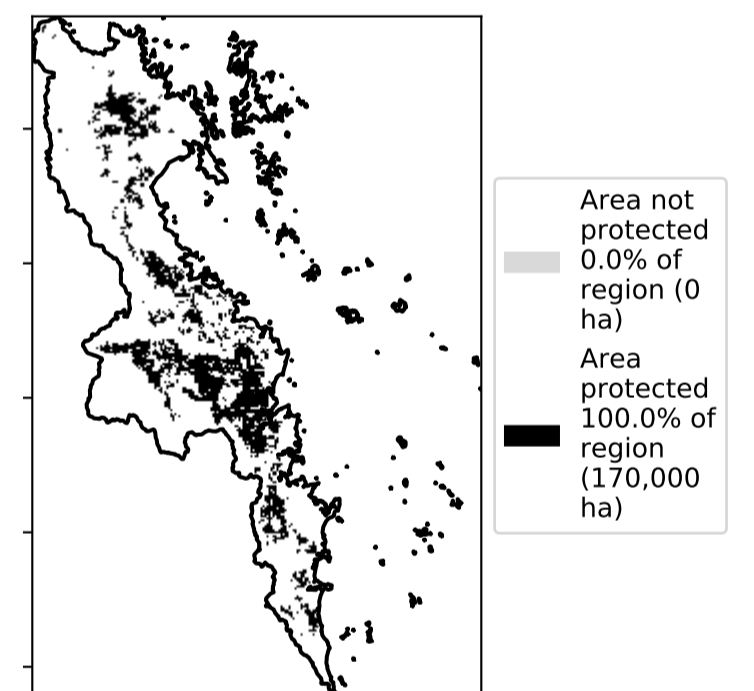 Area not
protected
0.0% of
region (0
ha)
Area
protected
100.0% of
region
(170,000
ha)